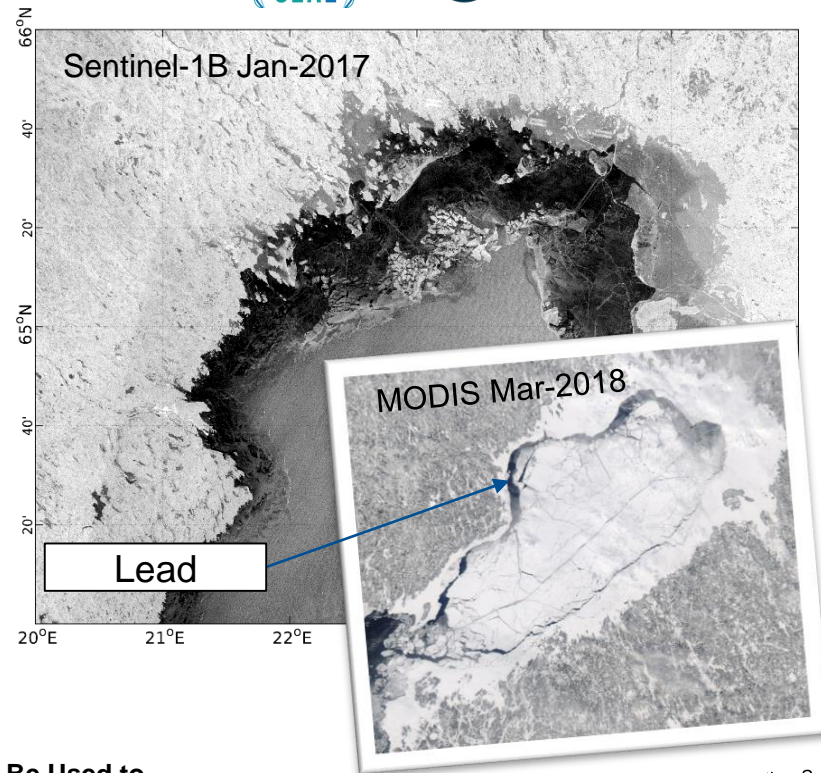 66°N
Sentinel-1B Jan-2017
40'
20'
65°N
40'
20'
MODIS Mar-2018
Lead
20°E
21°E
22°E
Be Used to